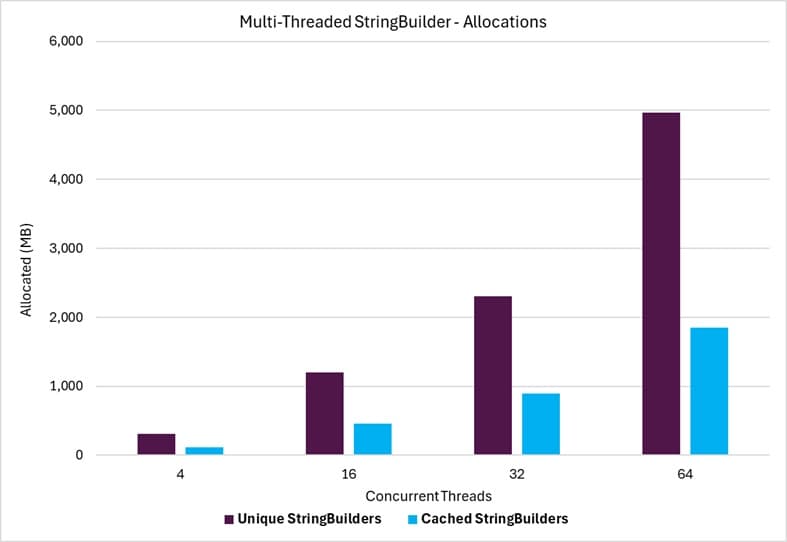 Multi-Threaded StringBuilder - Allocations
6,000
5,000
4,000
3,000
2,000
1,000
0
Allocated (MB)
4 16 32 64
Concurrent Threads
Unique StringBuilders Cached StringBuilders